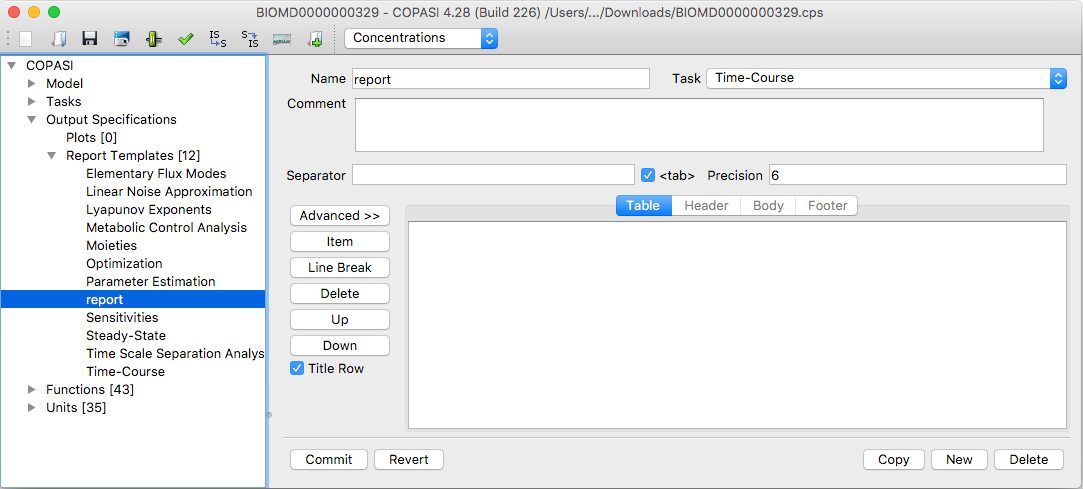 BIOMD0000000329 - COPASI 4.28 (Build 226) /Users/.../Downloads/BIOMD0000000329.cps
IS S S IS MIRIAM Concentrations
COPASI
Model
Tasks
Output Specifications
Plots [0]
Report Templates [12]
Elementary Flux Modes
Linear Noise Approximation
Lyapunov Exponents
Metabolic Control Analysis
Moieties
Optimization
Parameter Estimation
report
Sensitivities
Steady-State
Time Scale Separation Analys
Time-Course
Functions [43]
Units [35]
Name report Task Time-Course
Comment
Separator <tab> Precision 6
Advanced >>
Item
Line Break
Delete
Up
Down
Title Row
Table Header Body Footer
Commit Revert Copy New Delete